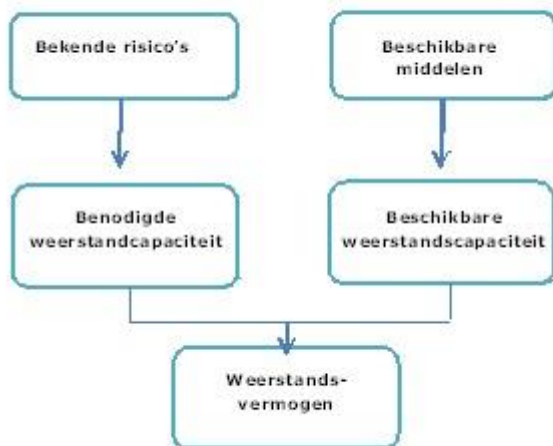 Bekende risico's
Beschikbare
middelen
Benodigde
weerstandcapaciteit
Beschikbare
weerstandscapaciteit
Weerstands-
vermogen